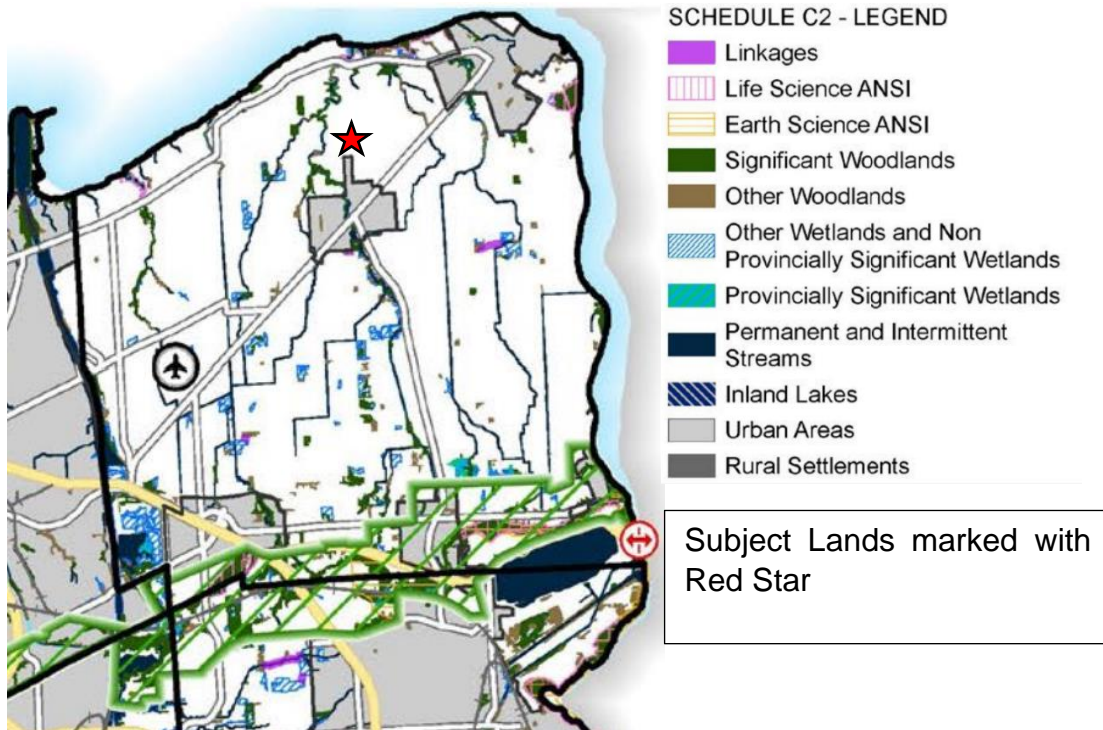 SCHEDULE C2 - LEGEND
Linkages
Life Science ANSI
Earth Science ANSI
Significant Woodlands
Other Woodlands
Other Wetlands and Non
Provincially Significant Wetlands
Provincially Significant Wetlands
Permanent and Intermittent
Streams
Inland Lakes
Urban Areas
Rural Settlements
Subject Lands marked with
Red Star